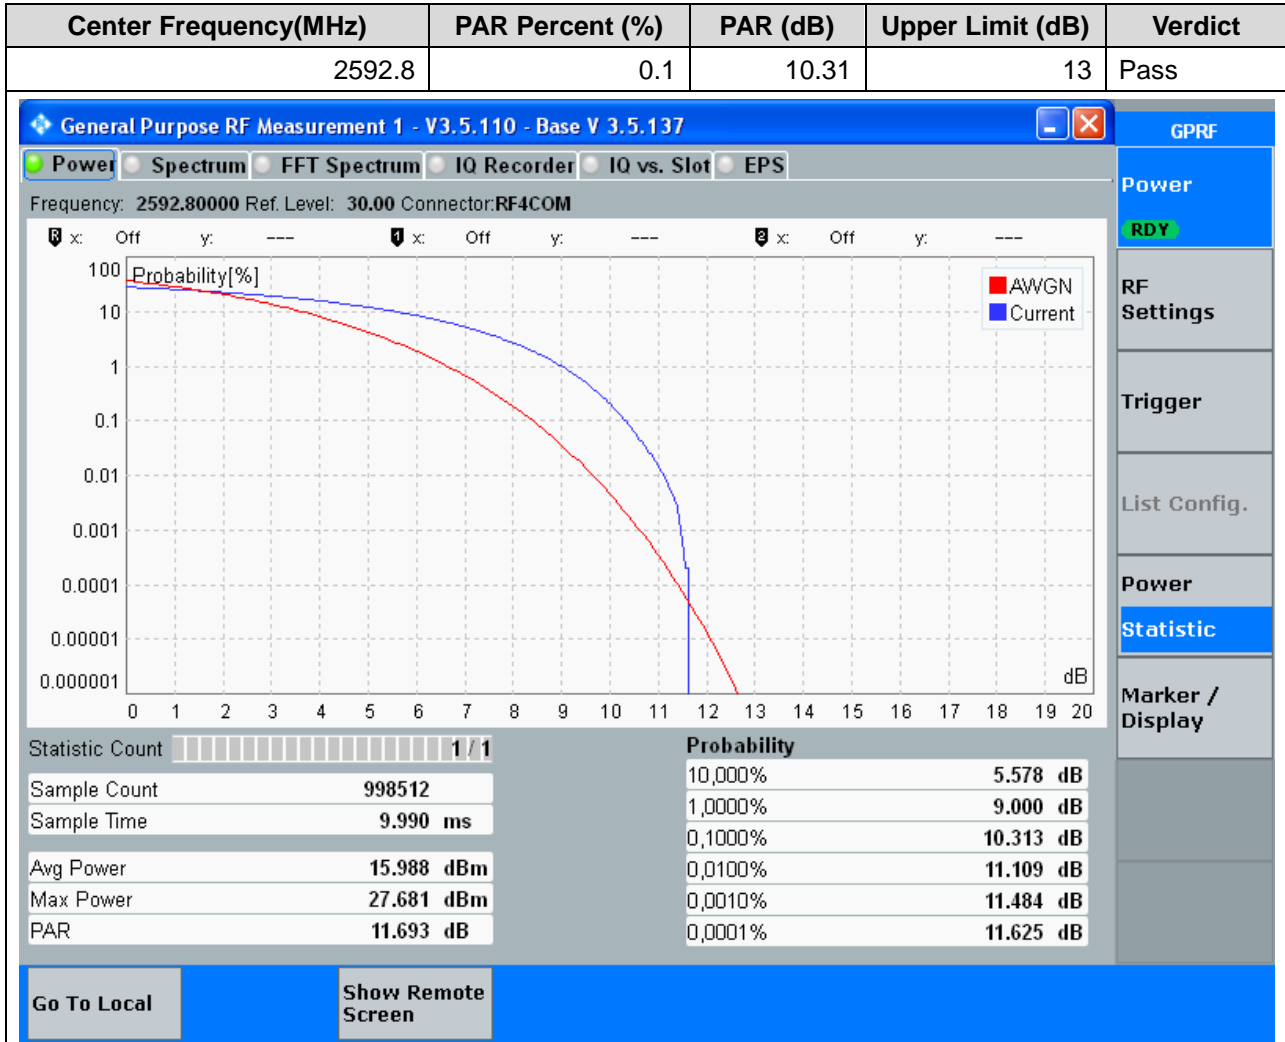 Center Frequency(MHz) PAR Percent (%) PAR (dB) Upper Limit (dB) Verdict
2592.8 0.1 10.31 13 Pass
General Purpose RF Measurement 1 - V3.5.110 - Base V 3.5.137
GPRF
Power Spectrum FFT Spectrum IQ Recorder IQ vs. Slot EPS
Power
RDY
Frequency: 2592.80000 Ref. Level: 30.00 Connector:RF4COM
R x: Off y: --- 1 x: Off y: --- 2 x: Off y: ---
Probability[%]
AWGN
Current
100
10
1
0.1
0.01
0.001
0.0001
0.00001
0.000001
dB
0 1 2 3 4 5 6 7 8 9 10 11 12 13 14 15 16 17 18 19 20
RF
Settings
Trigger
List Config.
Power
Statistic
Marker /
Display
Statistic Count 1 / 1
Sample Count 998512
Sample Time 9.990 ms
Avg Power 15.988 dBm
Max Power 27.681 dBm
PAR 11.693 dB
Probability
10,000% 5.578 dB
1,0000% 9.000 dB
0,1000% 10.313 dB
0,0100% 11.109 dB
0,0010% 11.484 dB
0,0001% 11.625 dB
Go To Local
Show Remote
Screen